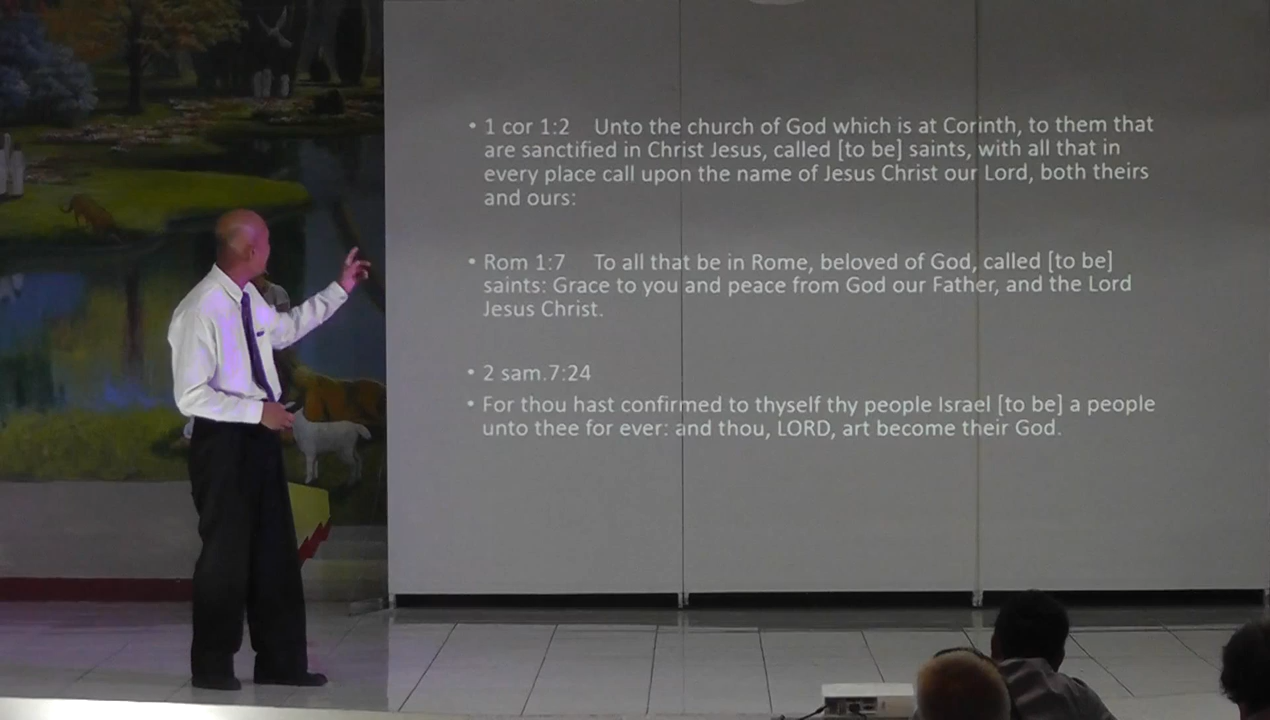 • 1 cor 1:2 Unto the church of God which is at Corinth, to them that
are sanctified in Christ Jesus, called [to be] saints, with all that in
every place call upon the name of Jesus Christ our Lord, both theirs
and ours:
• Rom 1:7 To all that be in Rome, beloved of God, called [to be]
saints: Grace to you and peace from God our Father, and the Lord
Jesus Christ.
• 2 sam.7:24
• For thou hast confirmed to thyself thy people Israel [to be] a people
unto thee for ever: and thou, LORD, art become their God.